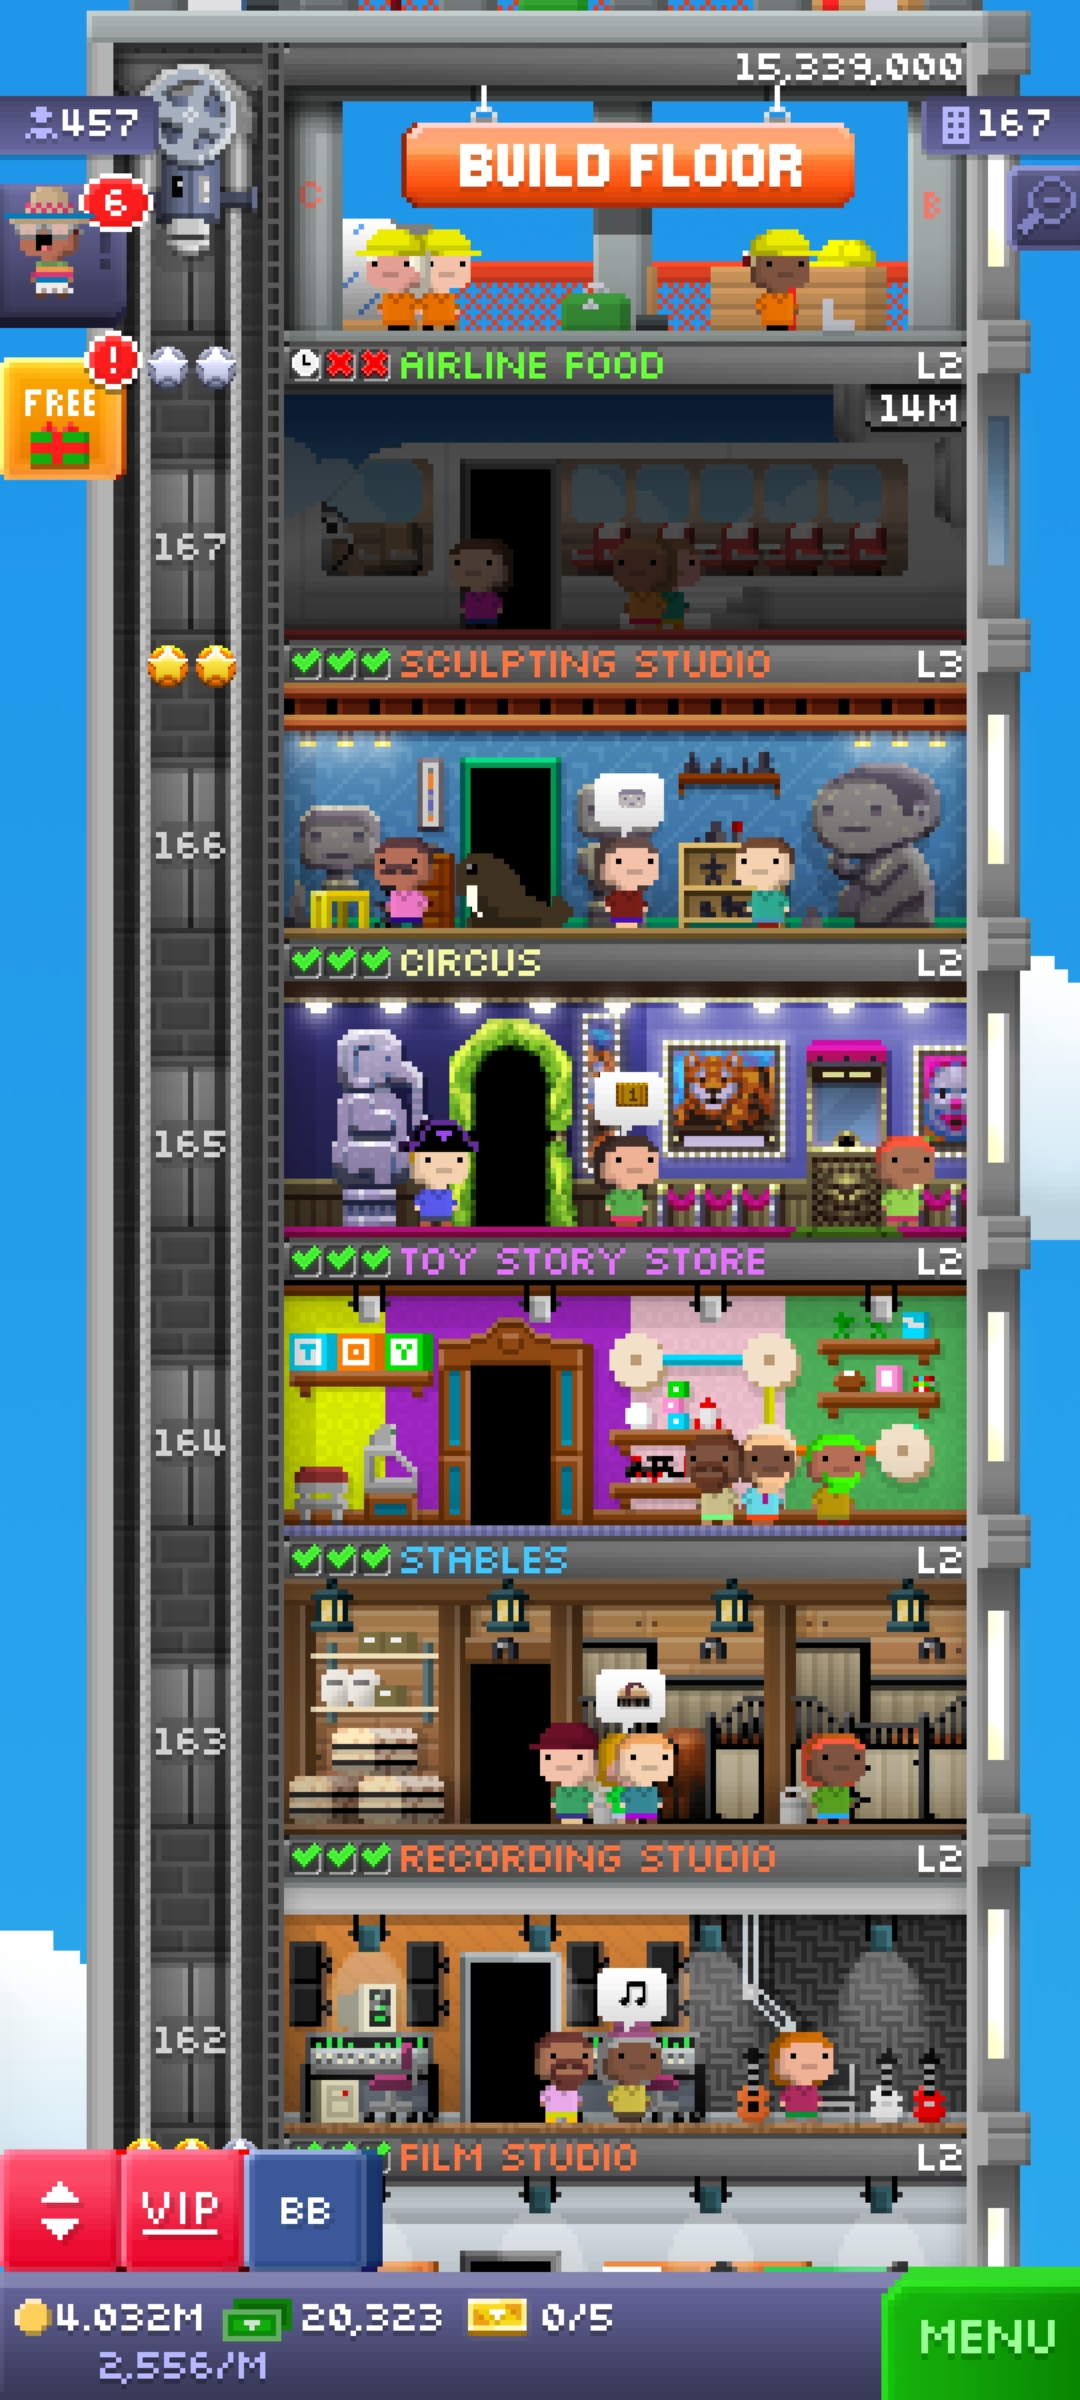 15,339,000
457
167
BUILD FLOOR
C
B
6
!
FREE
AIRLINE FOOD L2
14M
167
SCULPTING STUDIO L3
166
CIRCUS L2
1
165
TOY STORY STORE L2
TOY
164
STABLES L2
163
RECORDING STUDIO L2
162
FILM STUDIO L2
VIP
BB
4.032M 20,323 0/5
2,556/M
MENU